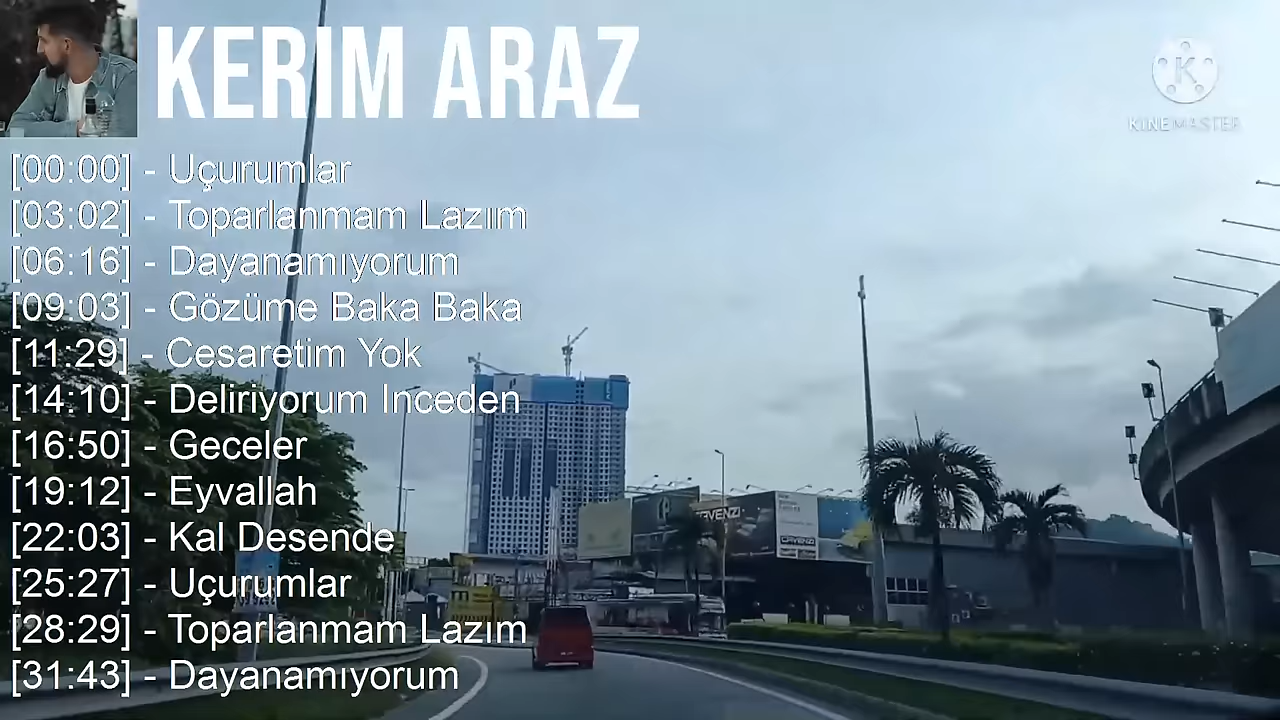 KERIM ARAZ
KINEMASTER
[00:00] - Uçurumlar
[03:02] - Toparlanmam Lazım
[06:16] - Dayanamıyorum
[09:03] - Gözüme Baka Baka
[11:29] - Cesaretim Yok
[14:10] - Deliriyorum Inceden
[16:50] - Geceler
[19:12] - Eyvallah
[22:03] - Kal Desende
[25:27] - Uçurumlar
[28:29] - Toparlanmam Lazım
[31:43] - Dayanamıyorum